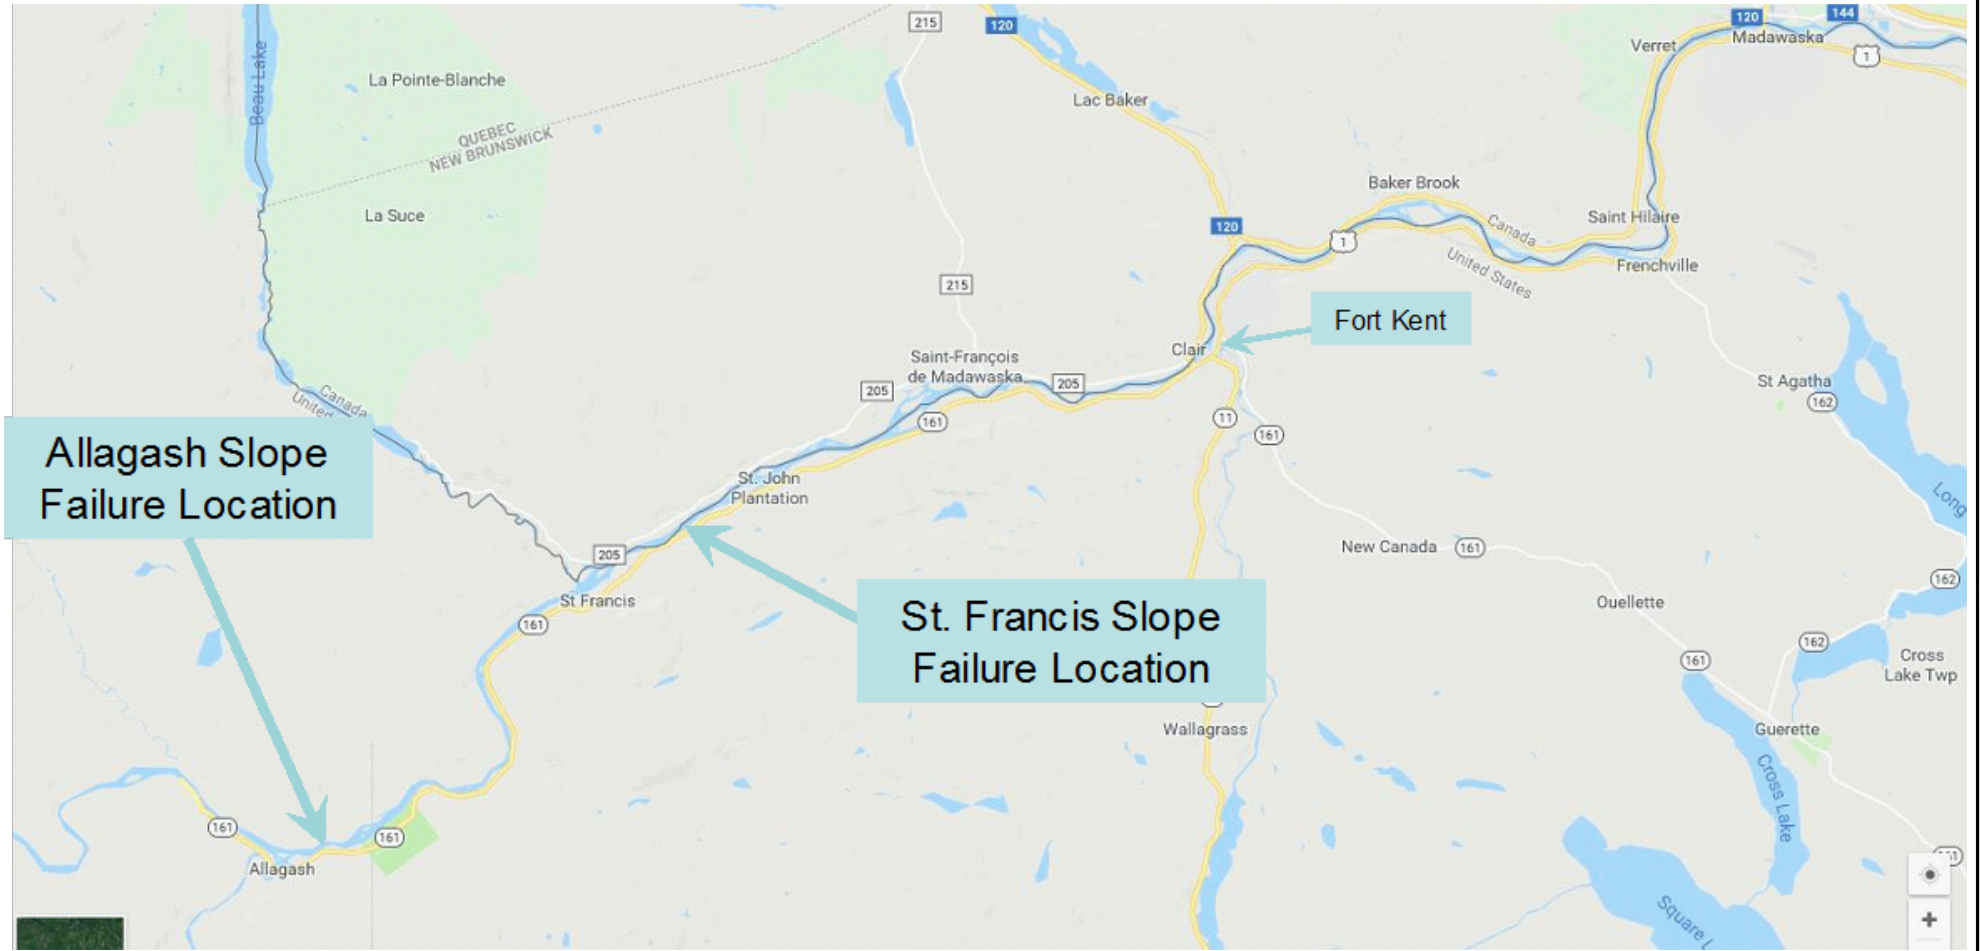 215
120
120
144
Madawaska
Verret
1
Beau Lake
La Pointe-Blanche
Lac Baker
QUEBEC
NEW BRUNSWICK
La Suce
Baker Brook
Saint Hilaire
120
1
Canada
United States
Frenchville
215
Fort Kent
Clair
Saint-François
de Madawaska
205
205
161
St Agatha
162
Canada
United
11
161
Allagash Slope
Failure Location
St. John
Plantation
Long
205
New Canada
161
162
St Francis
161
St. Francis Slope
Failure Location
Ouellette
162
161
Cross
Lake Twp
Wallagrass
Guerette
Cross Lake
161
161
Allagash
Square L
+